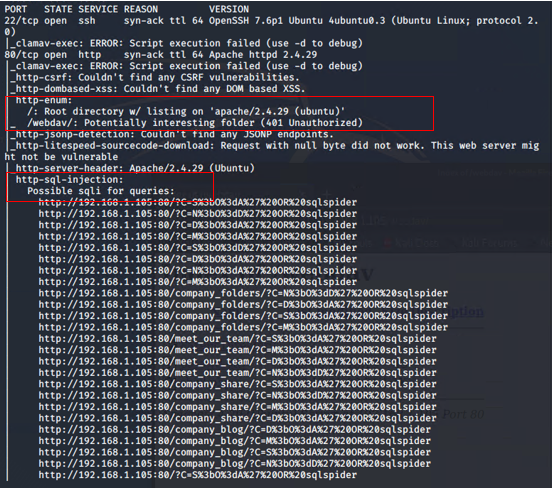 PORT   STATE SERVICE REASON         VERSION
22/tcp open  ssh     syn-ack ttl 64 OpenSSH 7.6p1 Ubuntu 4ubuntu0.3 (Ubuntu Linux; protocol 2.
0)
|_clamav-exec: ERROR: Script execution failed (use -d to debug)
80/tcp open  http    syn-ack ttl 64 Apache httpd 2.4.29
|_clamav-exec: ERROR: Script execution failed (use -d to debug)
|_http-csrf: Couldn't find any CSRF vulnerabilities.
|_http-dombased-xss: Couldn't find any DOM based XSS.
| http-enum:
|   /: Root directory w/ listing on 'apache/2.4.29 (ubuntu)'
|_  /webdav/: Potentially interesting folder (401 Unauthorized)
|_http-jsonp-detection: Couldn't find any JSONP endpoints.
|_http-litespeed-sourcecode-download: Request with null byte did not work. This web server mig
ht not be vulnerable
|_http-server-header: Apache/2.4.29 (Ubuntu)
| http-sql-injection:
|   Possible sqli for queries:
|     http://192.168.1.105:80/?C=S%3bO%3dA%27%20OR%20sqlspider
|     http://192.168.1.105:80/?C=N%3bO%3dD%27%20OR%20sqlspider
|     http://192.168.1.105:80/?C=M%3bO%3dA%27%20OR%20sqlspider
|     http://192.168.1.105:80/?C=D%3bO%3dA%27%20OR%20sqlspider
|     http://192.168.1.105:80/?C=S%3bO%3dA%27%20OR%20sqlspider
|     http://192.168.1.105:80/?C=D%3bO%3dA%27%20OR%20sqlspider
|     http://192.168.1.105:80/?C=N%3bO%3dA%27%20OR%20sqlspider
|     http://192.168.1.105:80/?C=M%3bO%3dA%27%20OR%20sqlspider
|     http://192.168.1.105:80/company_folders/?C=N%3bO%3dD%27%20OR%20sqlspider
|     http://192.168.1.105:80/company_folders/?C=D%3bO%3dA%27%20OR%20sqlspider
|     http://192.168.1.105:80/company_folders/?C=S%3bO%3dA%27%20OR%20sqlspider
|     http://192.168.1.105:80/company_folders/?C=M%3bO%3dA%27%20OR%20sqlspider
|     http://192.168.1.105:80/meet_our_team/?C=S%3bO%3dA%27%20OR%20sqlspider
|     http://192.168.1.105:80/meet_our_team/?C=M%3bO%3dA%27%20OR%20sqlspider
|     http://192.168.1.105:80/meet_our_team/?C=D%3bO%3dA%27%20OR%20sqlspider
|     http://192.168.1.105:80/meet_our_team/?C=N%3bO%3dD%27%20OR%20sqlspider
|     http://192.168.1.105:80/company_share/?C=S%3bO%3dA%27%20OR%20sqlspider
|     http://192.168.1.105:80/company_share/?C=N%3bO%3dD%27%20OR%20sqlspider
|     http://192.168.1.105:80/company_share/?C=M%3bO%3dA%27%20OR%20sqlspider
|     http://192.168.1.105:80/company_share/?C=D%3bO%3dA%27%20OR%20sqlspider
|     http://192.168.1.105:80/company_blog/?C=D%3bO%3dA%27%20OR%20sqlspider
|     http://192.168.1.105:80/company_blog/?C=M%3bO%3dA%27%20OR%20sqlspider
|     http://192.168.1.105:80/company_blog/?C=S%3bO%3dA%27%20OR%20sqlspider
|     http://192.168.1.105:80/company_blog/?C=N%3bO%3dD%27%20OR%20sqlspider
|     http://192.168.1.105:80/?C=S%3bO%3dA%27%20OR%20sqlspider